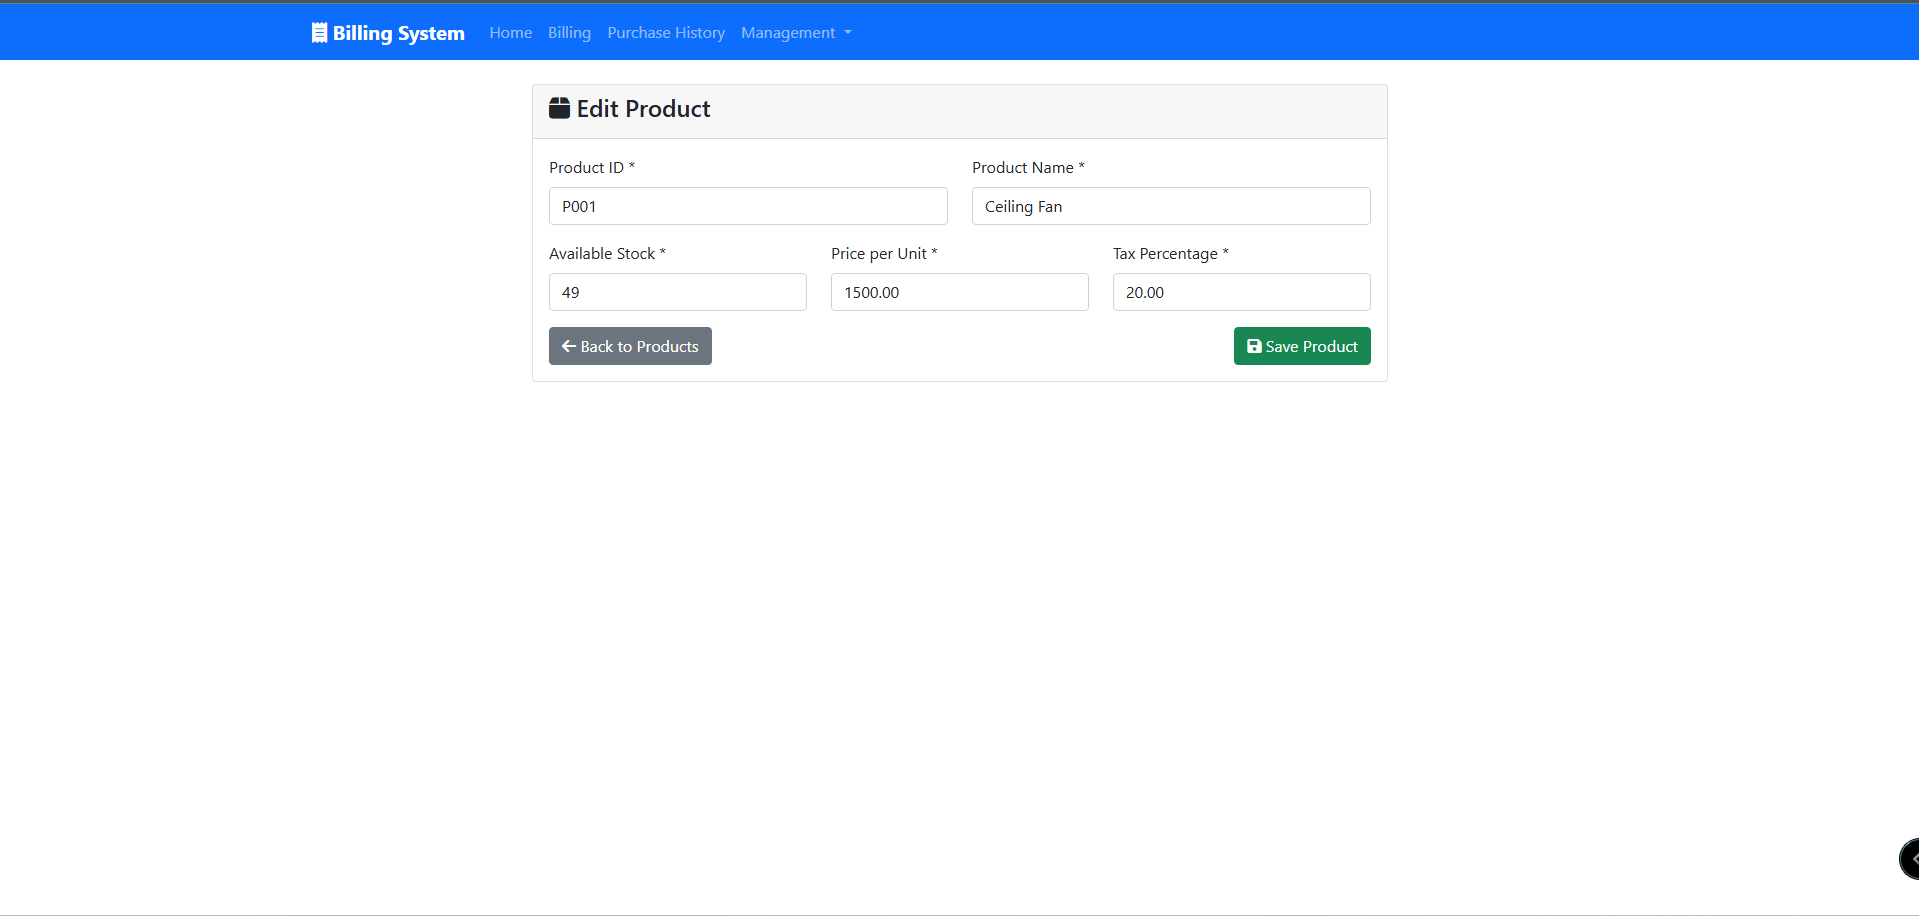 Billing System Home Billing Purchase History Management
Edit Product
Product ID * Product Name *
P001 Ceiling Fan
Available Stock * Price per Unit * Tax Percentage *
49 1500.00 20.00
Back to Products Save Product